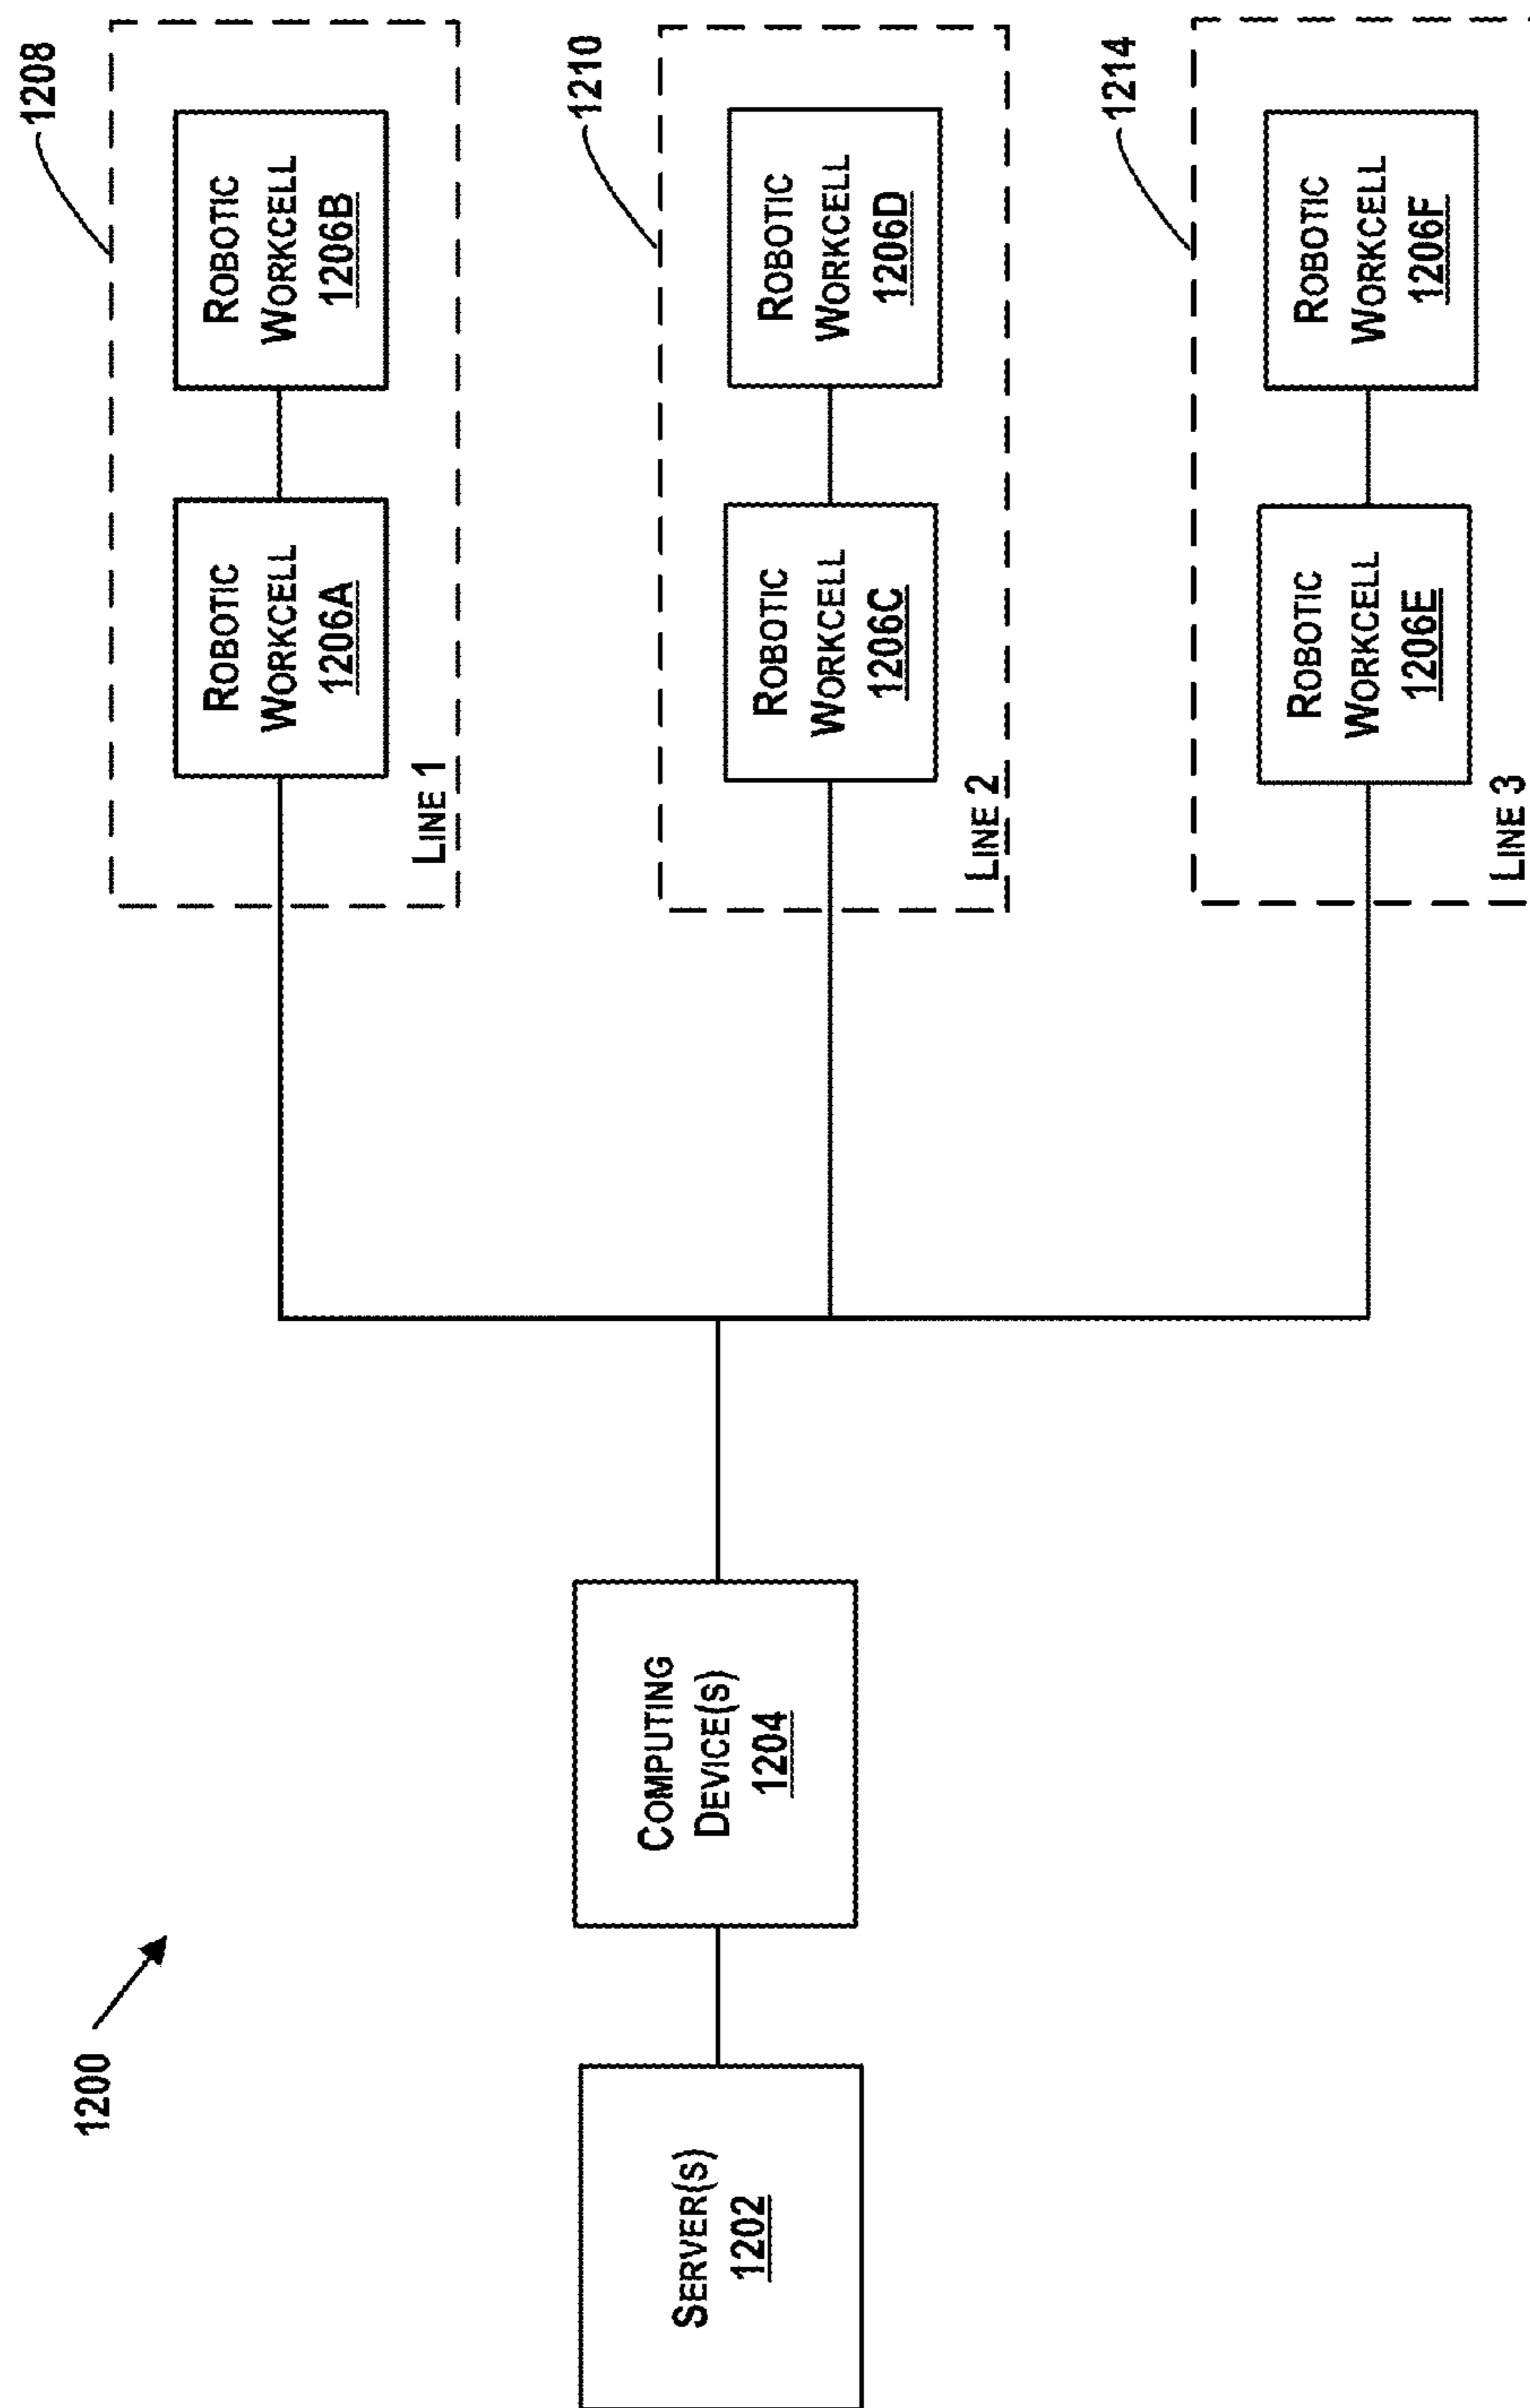 1200
SERVER(S)
1202
COMPUTING
DEVICE(S)
1204
1208
ROBOTIC
WORKCELL
1206A
ROBOTIC
WORKCELL
1206B
LINE 1
1210
ROBOTIC
WORKCELL
1206C
ROBOTIC
WORKCELL
1206D
LINE 2
1214
ROBOTIC
WORKCELL
1206E
ROBOTIC
WORKCELL
1206F
LINE 3